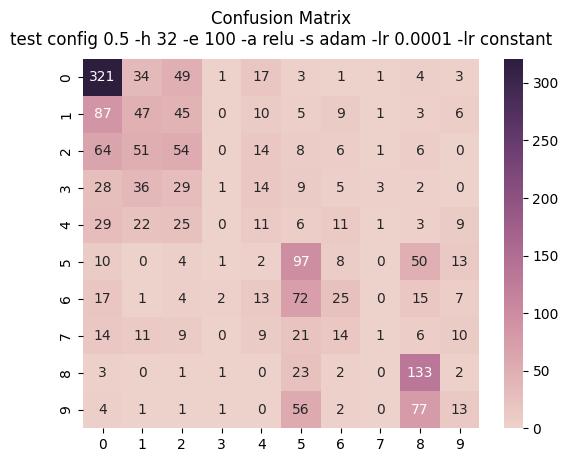 Confusion Matrix
test config 0.5 -h 32 -e 100 -a relu -s adam -lr 0.0001 -lr constant
0 321 34 49 1 17 3 1 1 4 3
1 87 47 45 0 10 5 9 1 3 6
2 64 51 54 0 14 8 6 1 6 0
3 28 36 29 1 14 9 5 3 2 0
4 29 22 25 0 11 6 11 1 3 9
5 10 0 4 1 2 97 8 0 50 13
6 17 1 4 2 13 72 25 0 15 7
7 14 11 9 0 9 21 14 1 6 10
8 3 0 1 1 0 23 2 0 133 2
9 4 1 1 1 0 56 2 0 77 13
0 1 2 3 4 5 6 7 8 9
300
250
200
150
100
50
0